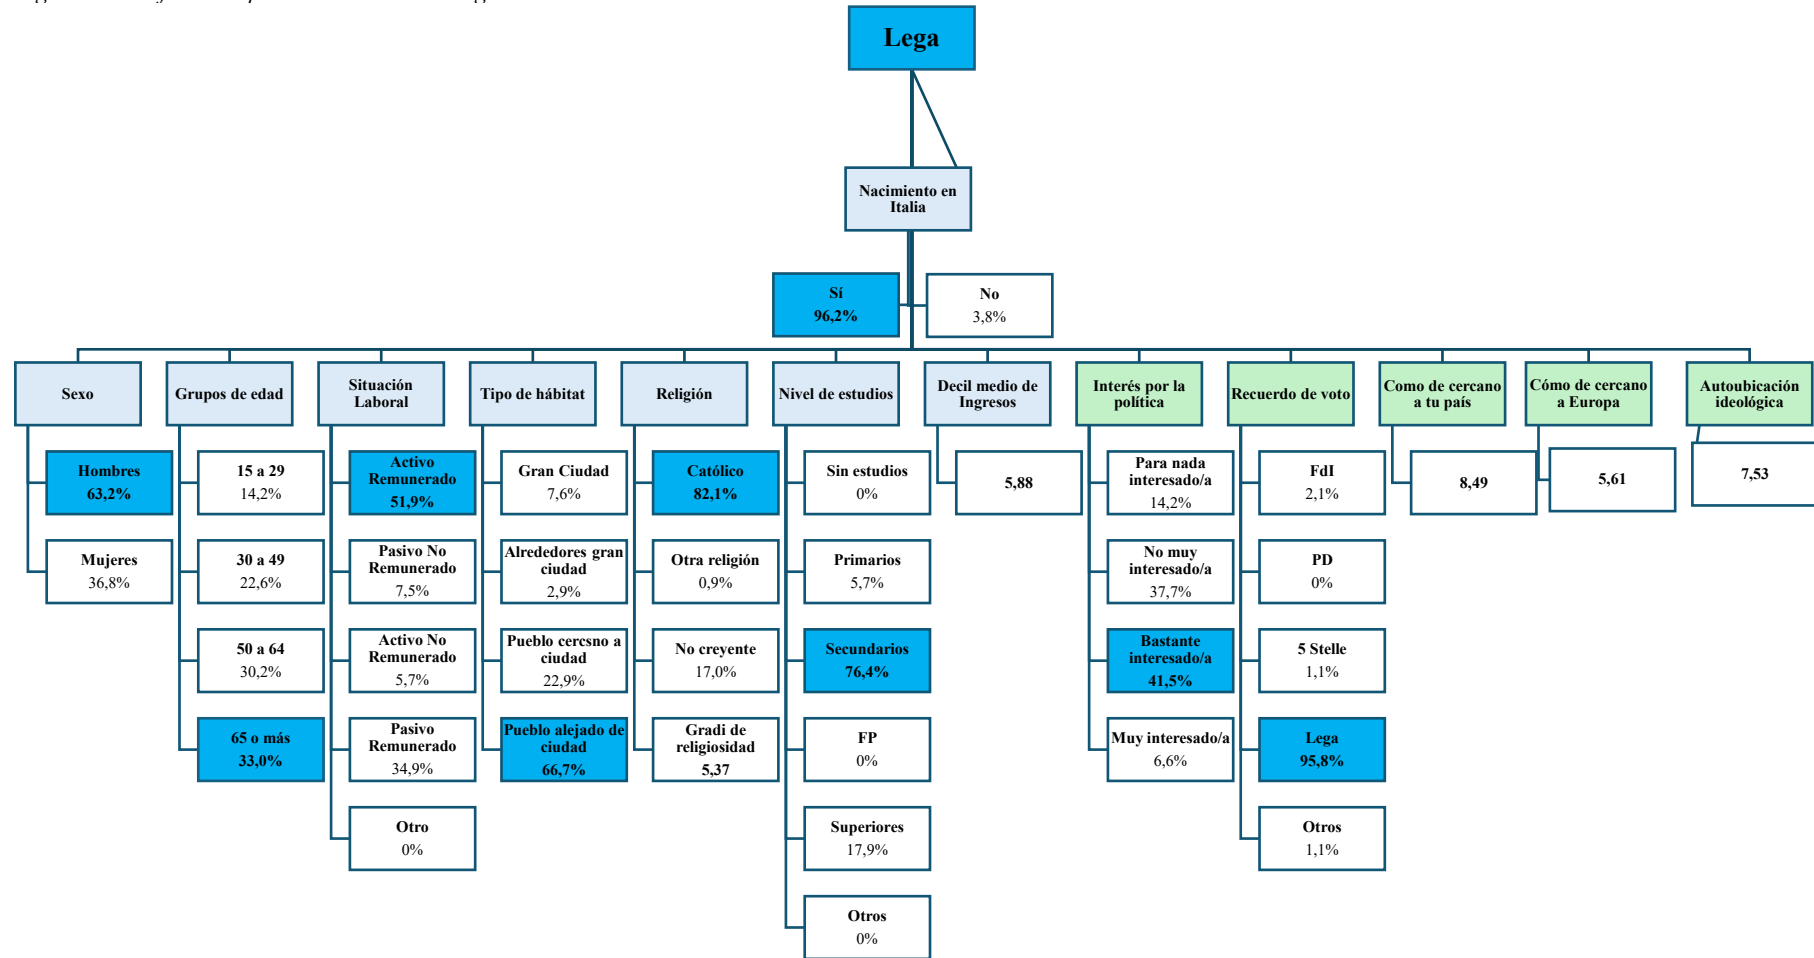 Lega
Nacimiento en
Italia
Sí
96,2%
No
3,8%
Sexo
Hombres
63,2%
Mujeres
36,8%
Grupos de edad
15 a 29
14,2%
30 a 49
22,6%
50 a 64
30,2%
65 o más
33,0%
Situación
Laboral
Activo
Remunerado
51,9%
Pasivo No
Remunerado
7,5%
Activo No
Remunerado
5,7%
Pasivo
Remunerado
34,9%
Otro
0%
Tipo de hábitat
Gran Ciudad
7,6%
Alrededores gran
ciudad
2,9%
Pueblo cercsno a
ciudad
22,9%
Pueblo alejado de
ciudad
66,7%
Religión
Católico
82,1%
Otra religión
0,9%
No creyente
17,0%
Gradi de
religiosidad
5,37
Nivel de estudios
Sin estudios
0%
Primarios
5,7%
Secundarios
76,4%
FP
0%
Superiores
17,9%
Otros
0%
Decil medio de
Ingresos
5,88
Interés por la
política
Para nada
interesado/a
14,2%
No muy
interesado/a
37,7%
Bastante
interesado/a
41,5%
Muy interesado/a
6,6%
Recuerdo de voto
FdI
2,1%
PD
0%
5 Stelle
1,1%
Lega
95,8%
Otros
1,1%
Como de cercano
a tu país
8,49
Cómo de cercano
a Europa
5,61
Autoubicación
ideológica
7,53